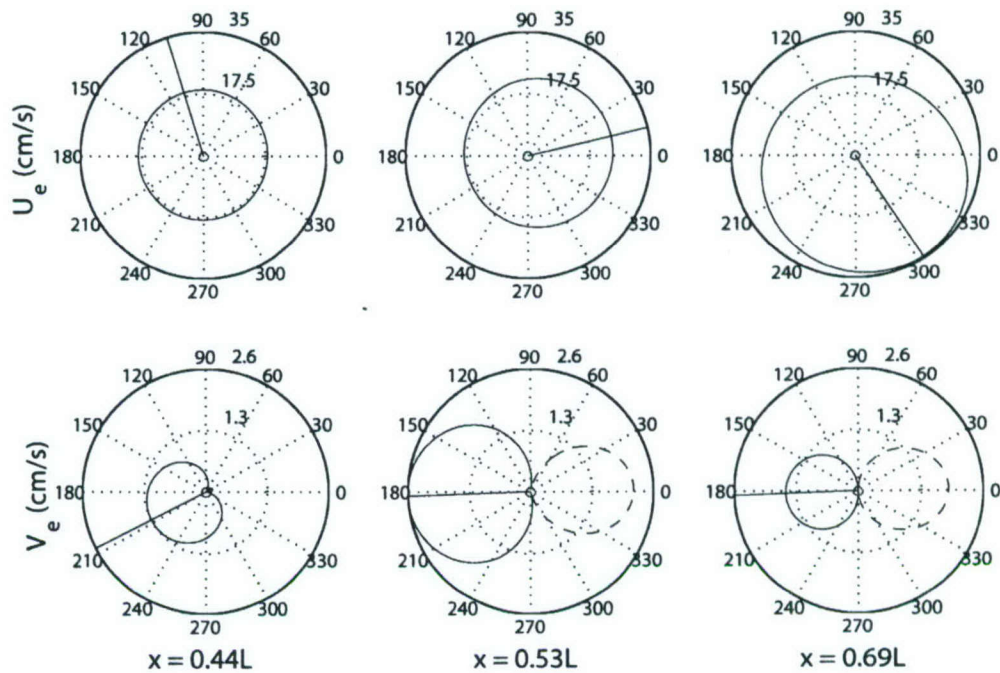 90 35 90 35 90 35
120 60 120 60 120 60
17.5 17.5 17.5
150 30 150 30 150 30
U_e (cm/s)
180 0 180 0 180 0
210 330 210 330 210 330
240 300 240 300 240 300
270 270 270
90 2.6 90 2.6 90 2.6
120 60 120 60 120 60
1.3 1.3 1.3
150 30 150 30 150 30
V_e (cm/s)
180 0 180 0 180 0
210 330 210 330 210 330
240 300 240 300 240 300
270 270 270
x = 0.44L x = 0.53L x = 0.69L